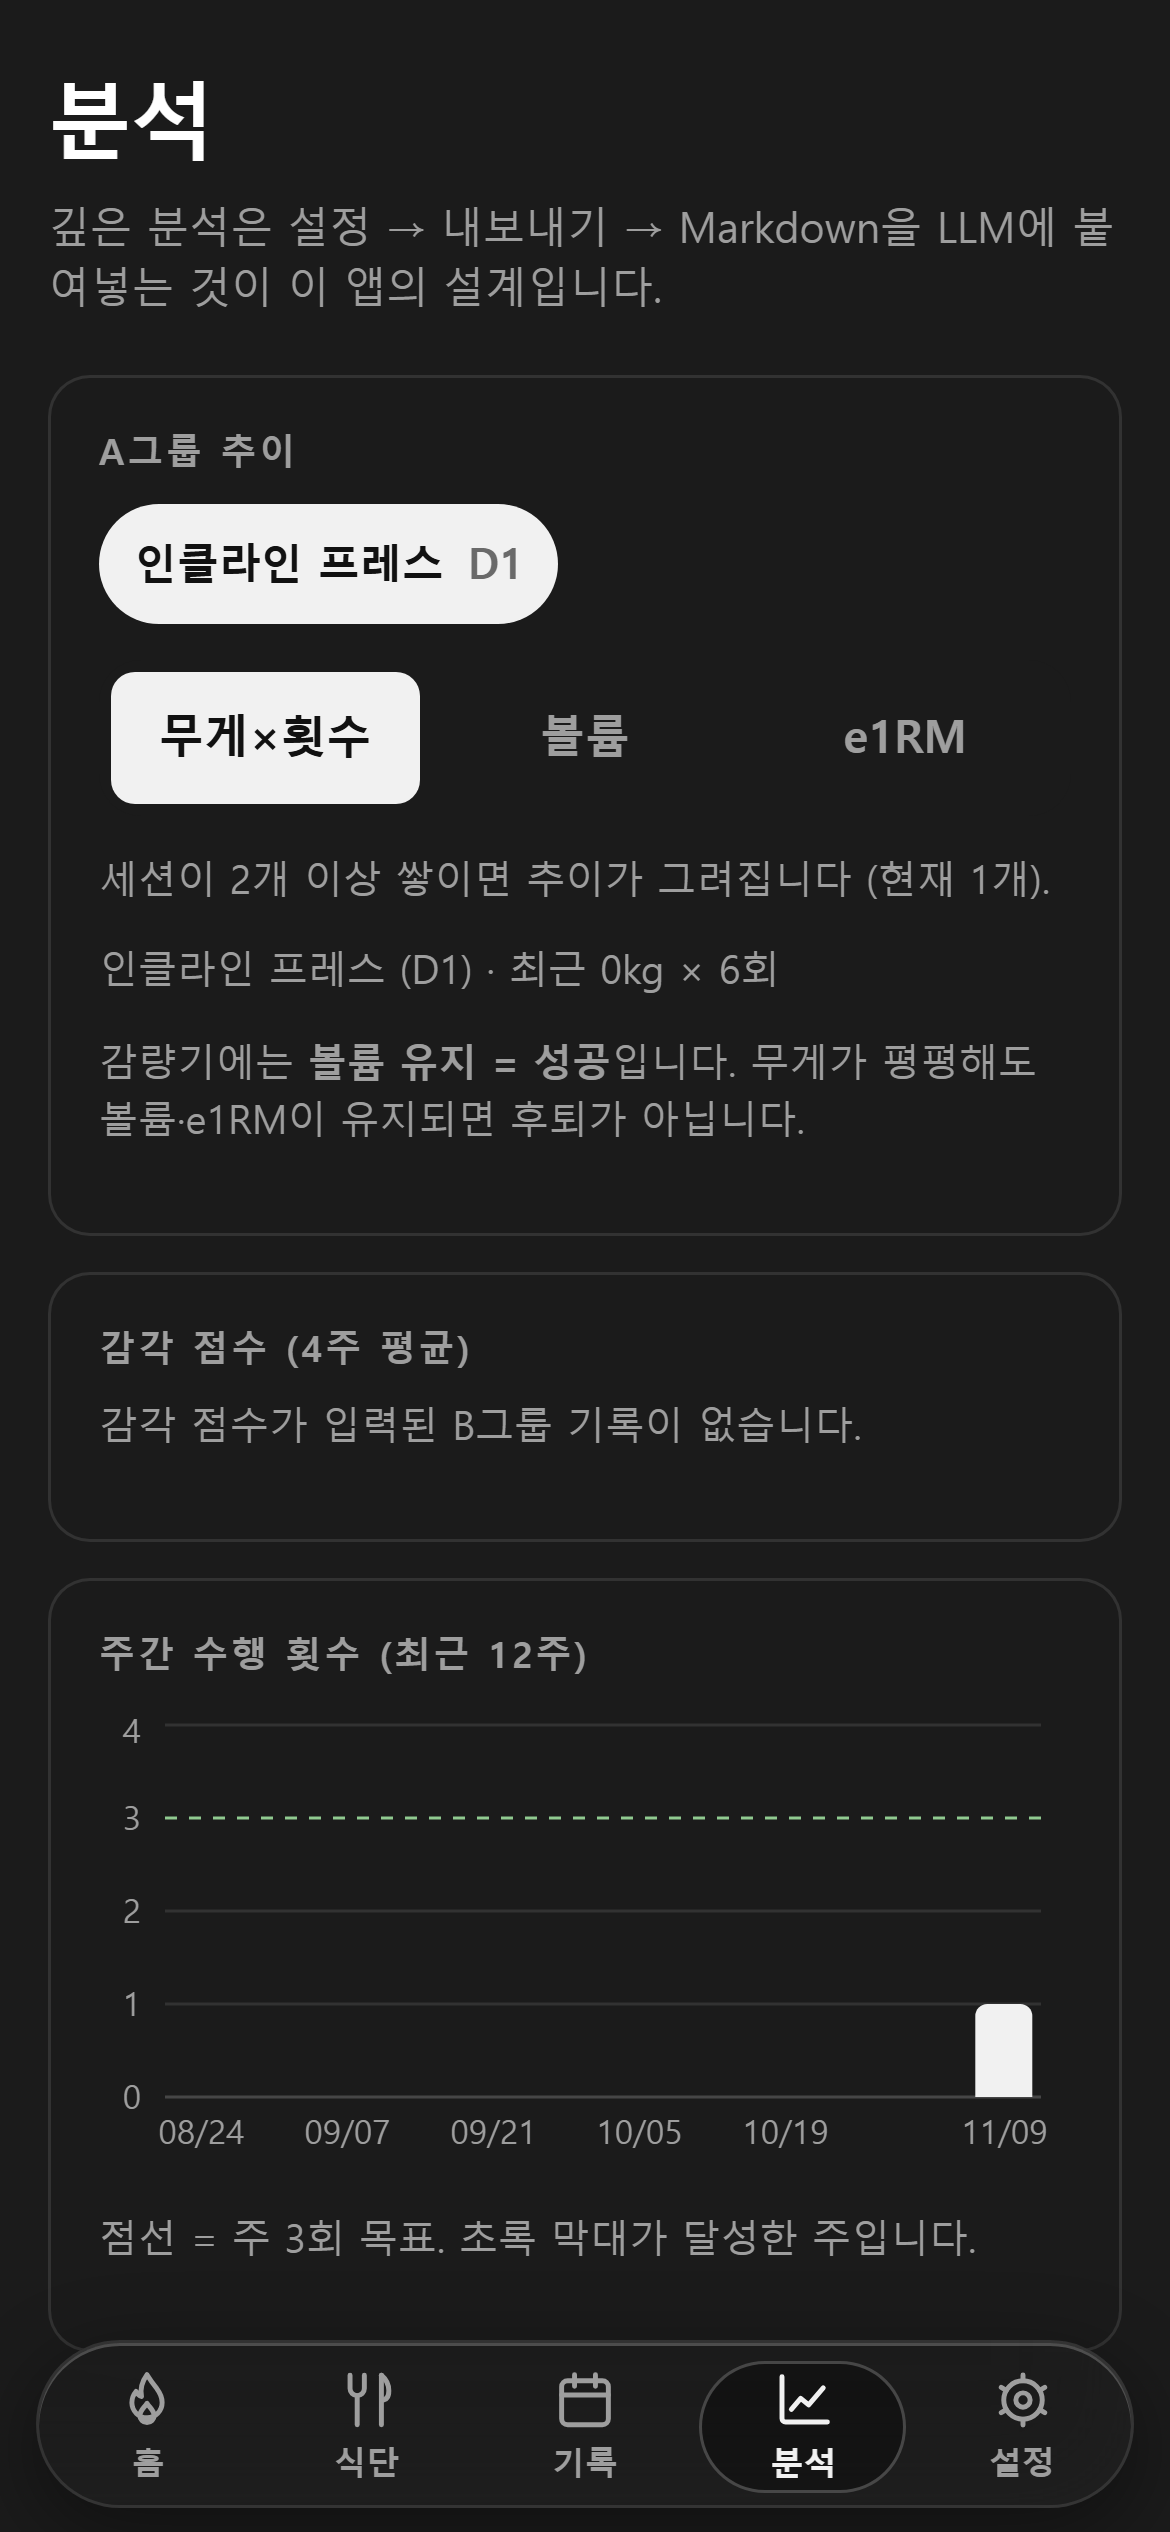 분석
깊은 분석은 설정 → 내보내기 → Markdown을 LLM에 붙
여넣는 것이 이 앱의 설계입니다.
A그룹 추이
인클라인 프레스 D1
무게×횟수 볼륨 e1RM
세션이 2개 이상 쌓이면 추이가 그려집니다 (현재 1개).
인클라인 프레스 (D1) · 최근 0kg × 6회
감량기에는 볼륨 유지 = 성공입니다. 무게가 평평해도
볼륨·e1RM이 유지되면 후퇴가 아닙니다.
감각 점수 (4주 평균)
감각 점수가 입력된 B그룹 기록이 없습니다.
주간 수행 횟수 (최근 12주)
4
3
2
1
0
08/24 09/07 09/21 10/05 10/19 11/09
점선 = 주 3회 목표. 초록 막대가 달성한 주입니다.
홈 식단 기록 분석 설정